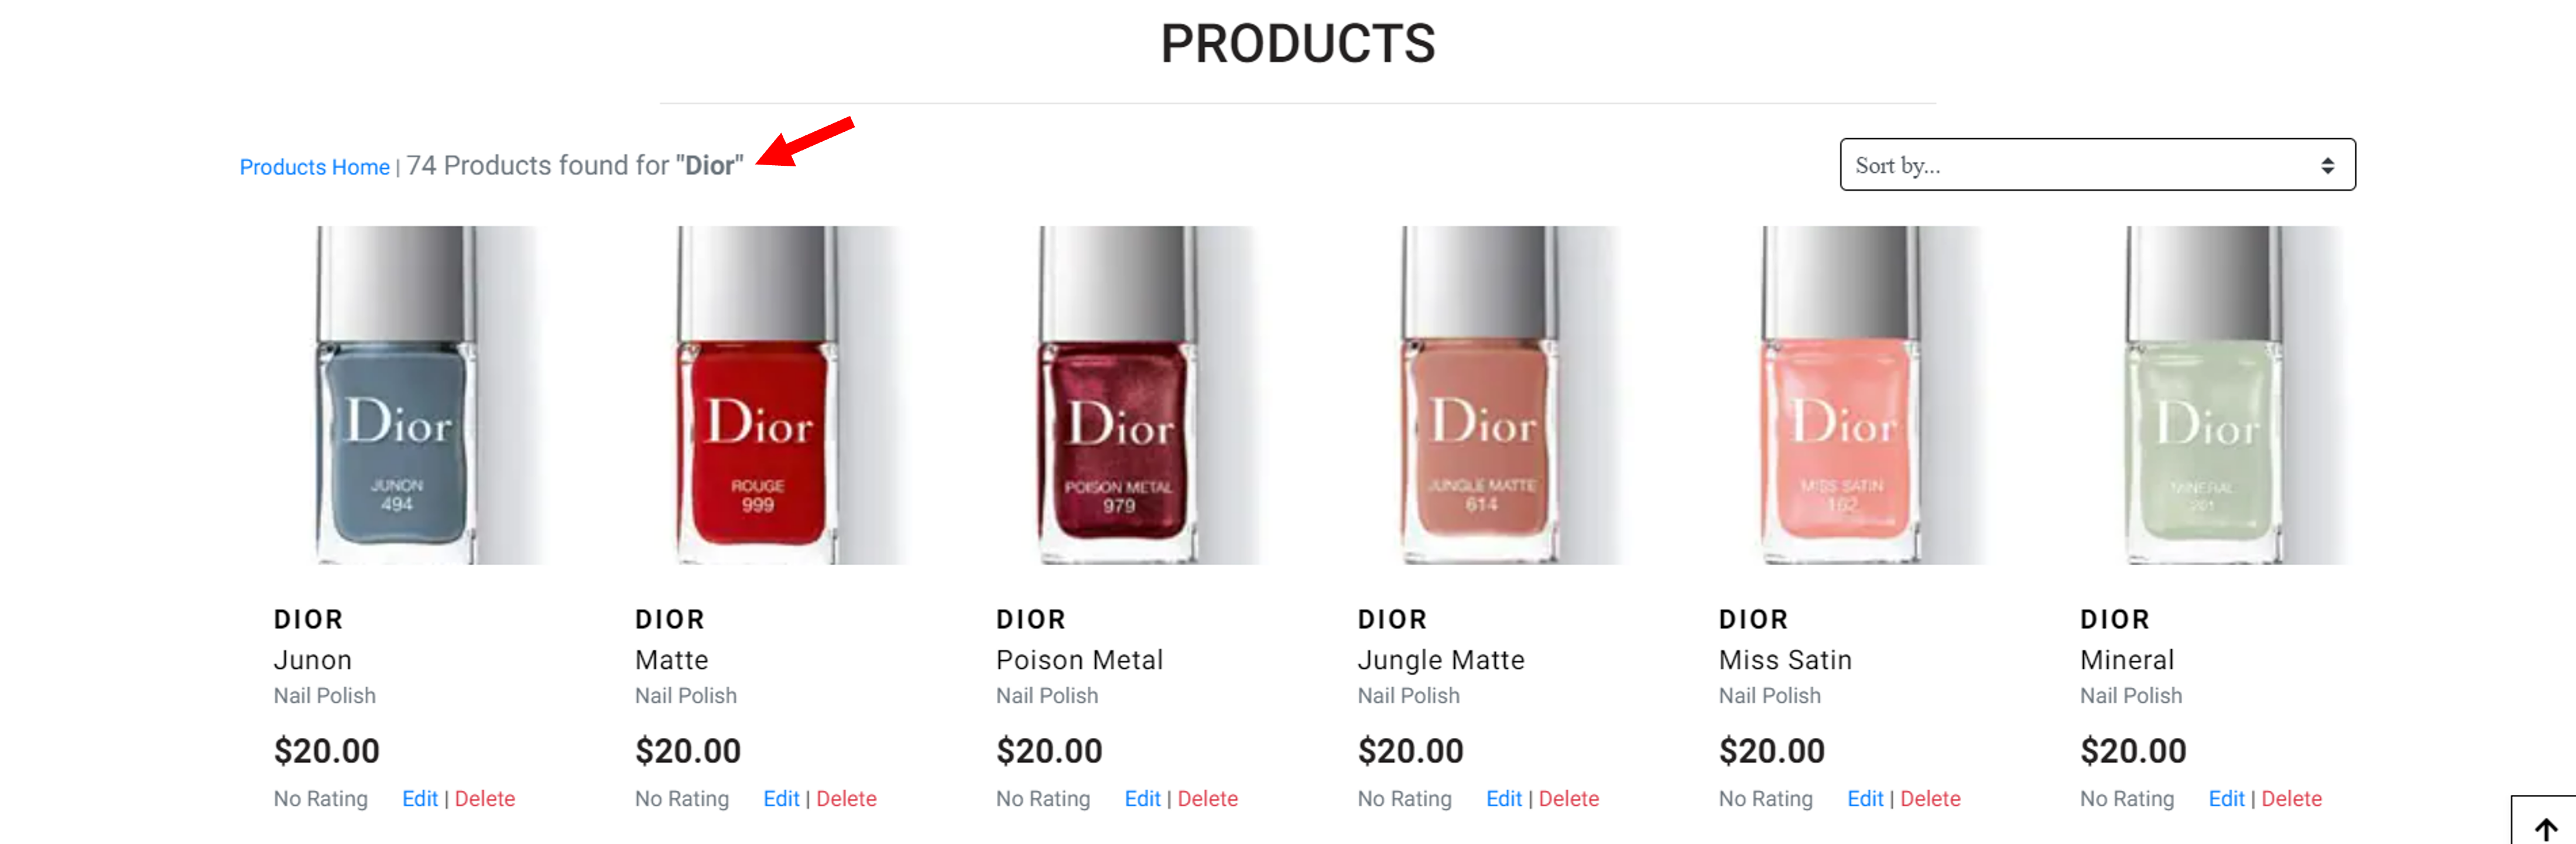 PRODUCTS
Products Home | 74 Products found for "Dior"
Sort by...
Dior
JUNON
494
Dior
ROUGE
999
Dior
POISON METAL
979
Dior
JUNGLE MATTE
614
Dior
MISS SATIN
162
Dior
MINERAL
201
DIOR
Junon
Nail Polish
$20.00
No Rating Edit | Delete
DIOR
Matte
Nail Polish
$20.00
No Rating Edit | Delete
DIOR
Poison Metal
Nail Polish
$20.00
No Rating Edit | Delete
DIOR
Jungle Matte
Nail Polish
$20.00
No Rating Edit | Delete
DIOR
Miss Satin
Nail Polish
$20.00
No Rating Edit | Delete
DIOR
Mineral
Nail Polish
$20.00
No Rating Edit | Delete